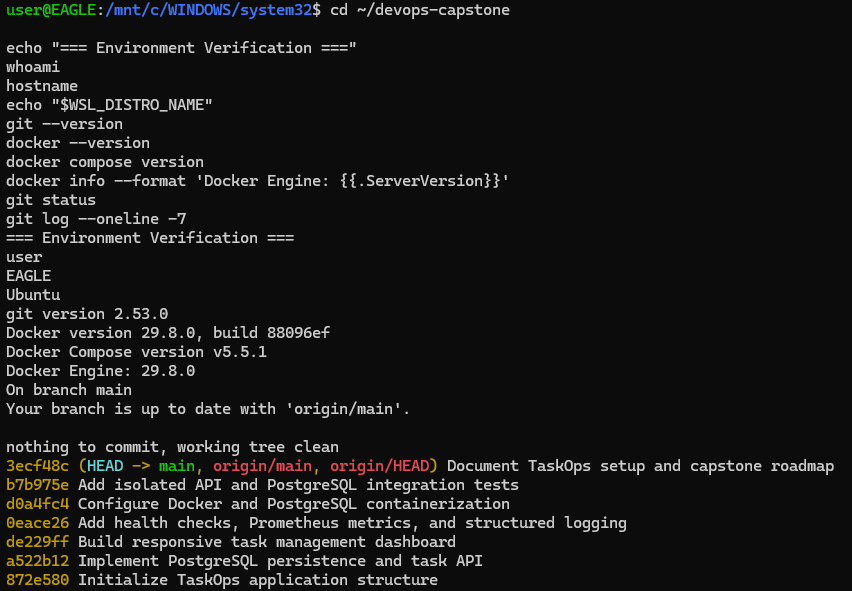 user@EAGLE:/mnt/c/WINDOWS/system32$ cd ~/devops-capstone

echo "=== Environment Verification ==="
whoami
hostname
echo "$WSL_DISTRO_NAME"
git --version
docker --version
docker compose version
docker info --format 'Docker Engine: {{.ServerVersion}}'
git status
git log --oneline -7
=== Environment Verification ===
user
EAGLE
Ubuntu
git version 2.53.0
Docker version 29.8.0, build 88096ef
Docker Compose version v5.5.1
Docker Engine: 29.8.0
On branch main
Your branch is up to date with 'origin/main'.

nothing to commit, working tree clean
3ecf48c (HEAD -> main, origin/main, origin/HEAD) Document TaskOps setup and capstone roadmap
b7b975e Add isolated API and PostgreSQL integration tests
d0a4fc4 Configure Docker and PostgreSQL containerization
0eace26 Add health checks, Prometheus metrics, and structured logging
de229ff Build responsive task management dashboard
a522b12 Implement PostgreSQL persistence and task API
872e580 Initialize TaskOps application structure